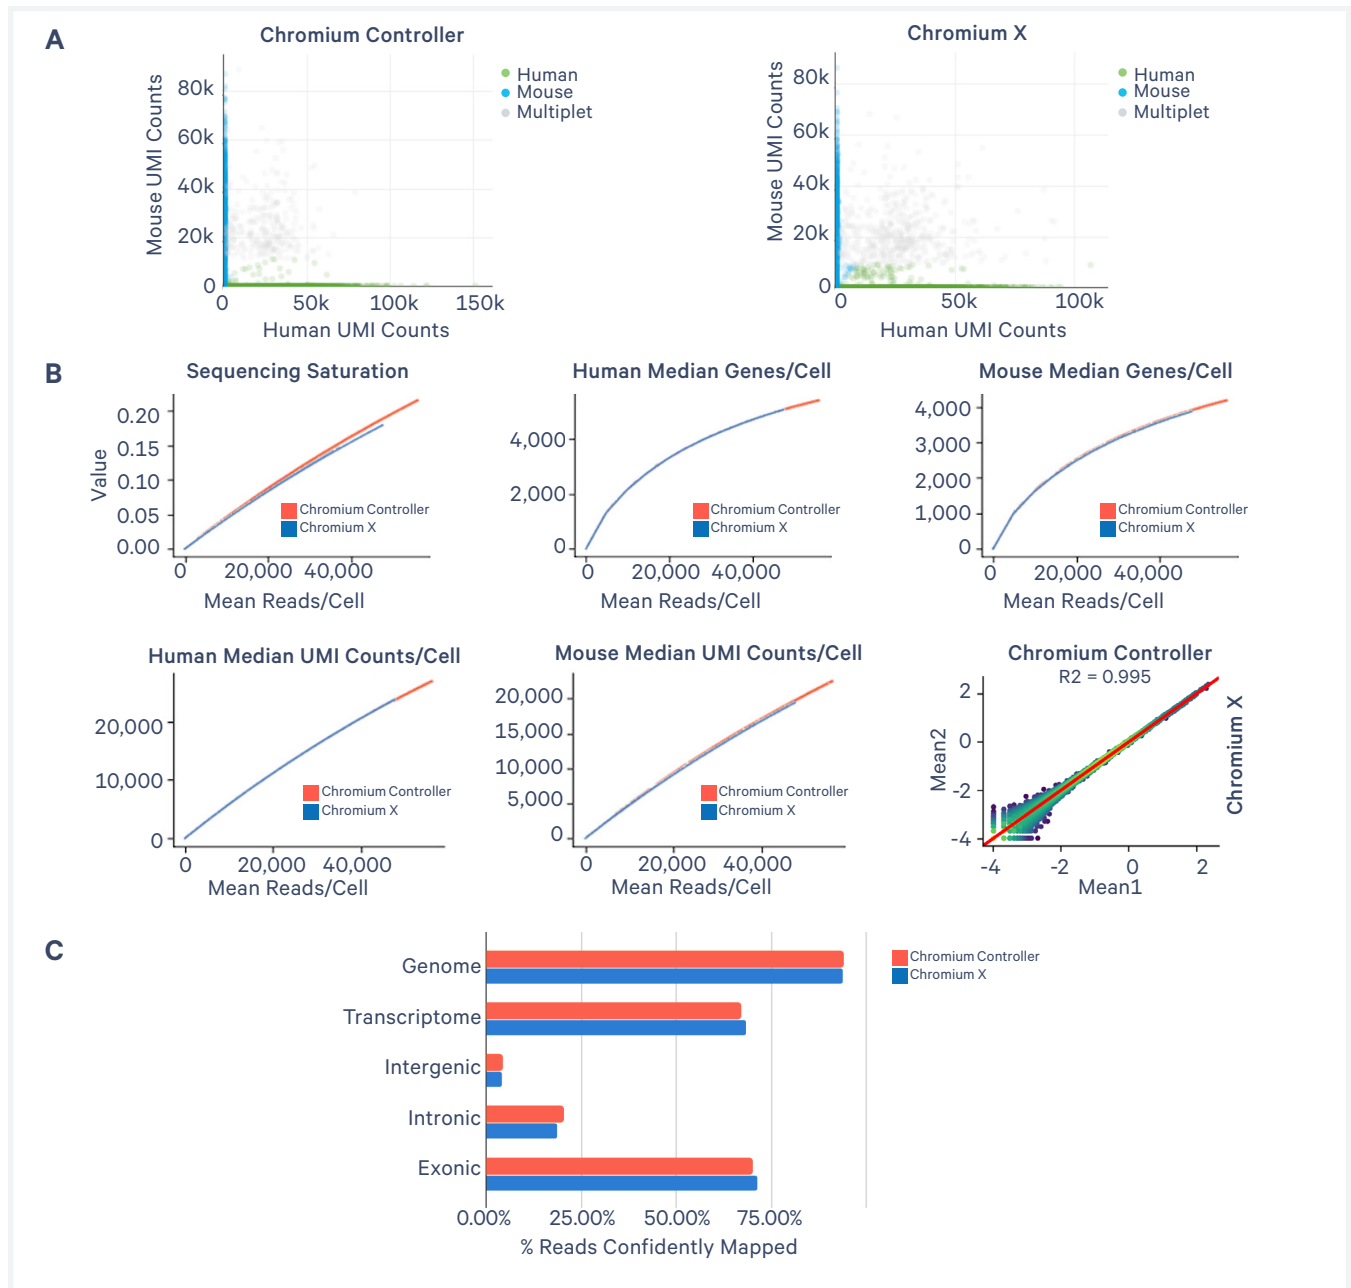 A
Chromium Controller
Mouse UMI Counts
80k
60k
40k
20k
0
0 50k 100k 150k
Human UMI Counts
Human
Mouse
Multiplet
Chromium X
Mouse UMI Counts
80k
60k
40k
20k
0
0 50k 100k
Human UMI Counts
Human
Mouse
Multiplet
B
Sequencing Saturation
Value
0.20
0.15
0.10
0.05
0.00
Chromium Controller
Chromium X
0 20,000 40,000
Mean Reads/Cell
Human Median Genes/Cell
4,000
2,000
0
Chromium Controller
Chromium X
0 20,000 40,000
Mean Reads/Cell
Mouse Median Genes/Cell
4,000
3,000
2,000
1,000
0
Chromium Controller
Chromium X
0 20,000 40,000
Mean Reads/Cell
Human Median UMI Counts/Cell
20,000
10,000
0
Chromium Controller
Chromium X
0 20,000 40,000
Mean Reads/Cell
Mouse Median UMI Counts/Cell
20,000
15,000
10,000
5,000
0
Chromium Controller
Chromium X
0 20,000 40,000
Mean Reads/Cell
Chromium Controller
R2 = 0.995
Mean2
2
0
-2
-4
-4 -2 0 2
Mean1
Chromium X
C
Genome
Transcriptome
Intergenic
Intronic
Exonic
0.00% 25.00% 50.00% 75.00%
% Reads Confidently Mapped
Chromium Controller
Chromium X